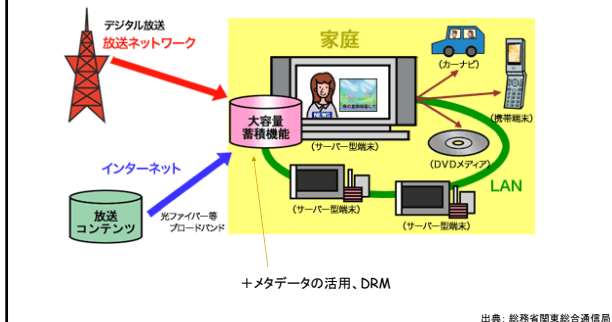 デジタル放送
放送ネットワーク
家庭
(カーナビ)
NEWS
(携帯端末)
大容量
蓄積機能
(サーバー型端末)
(DVDメディア)
インターネット
LAN
放送
コンテンツ
光ファイバー等
ブロードバンド
(サーバー型端末)
(サーバー型端末)
＋メタデータの活用、DRM
出典: 総務省関東総合通信局